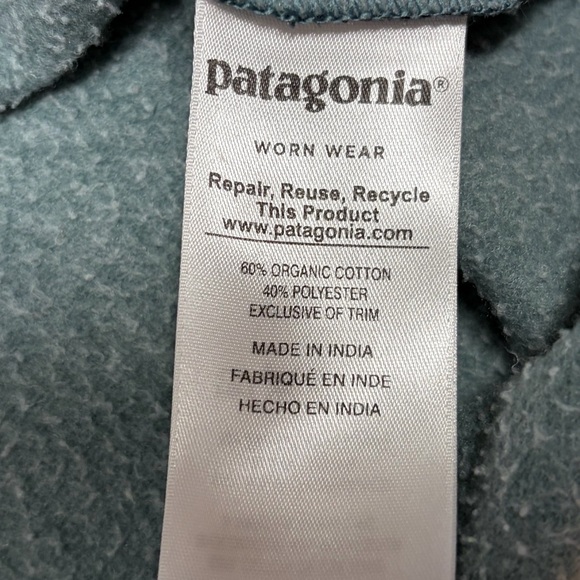 patagonia®
WORN WEAR
Repair, Reuse, Recycle
This Product
www.patagonia.com
60% ORGANIC COTTON
40% POLYESTER
EXCLUSIVE OF TRIM
MADE IN INDIA
FABRIQUÉ EN INDE
HECHO EN INDIA